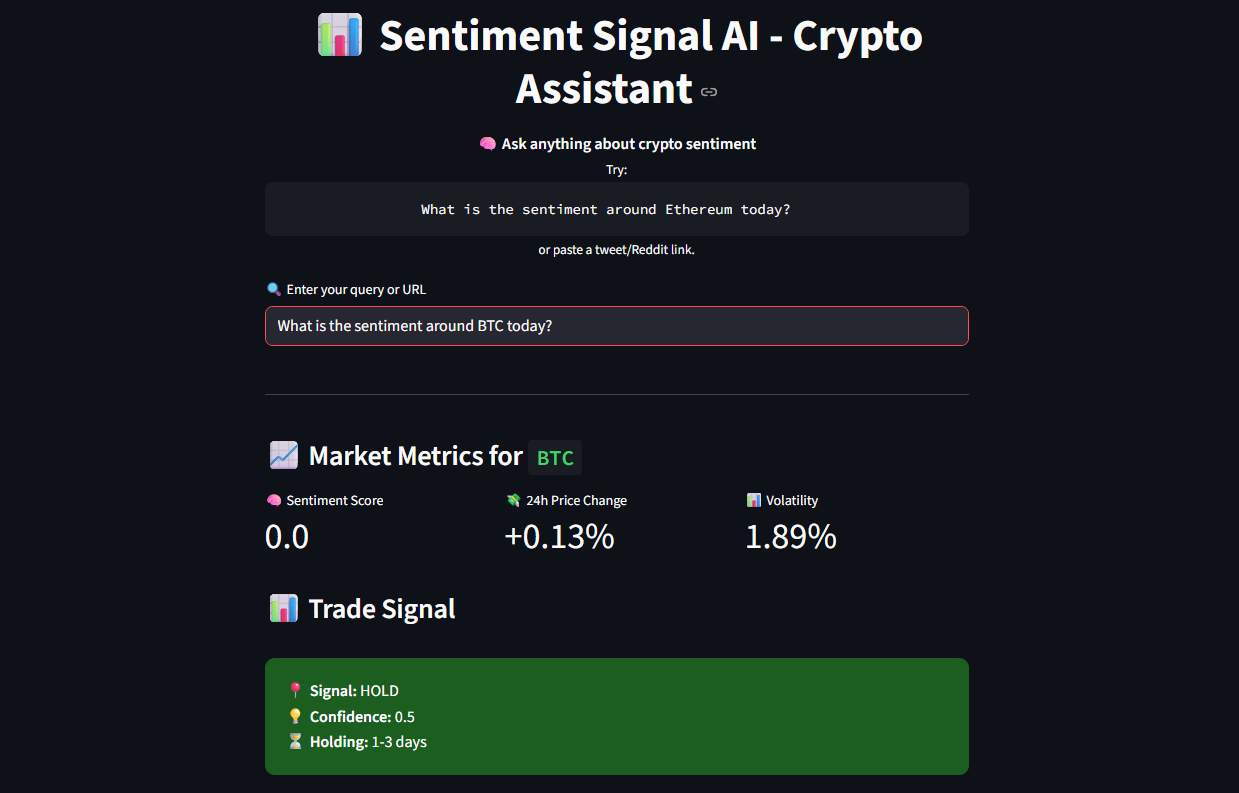 Sentiment Signal AI - Crypto
Assistant
Ask anything about crypto sentiment
Try:
What is the sentiment around Ethereum today?
or paste a tweet/Reddit link.
Enter your query or URL
What is the sentiment around BTC today?
Market Metrics for BTC
Sentiment Score 24h Price Change Volatility
0.0 +0.13% 1.89%
Trade Signal
Signal: HOLD
Confidence: 0.5
Holding: 1-3 days